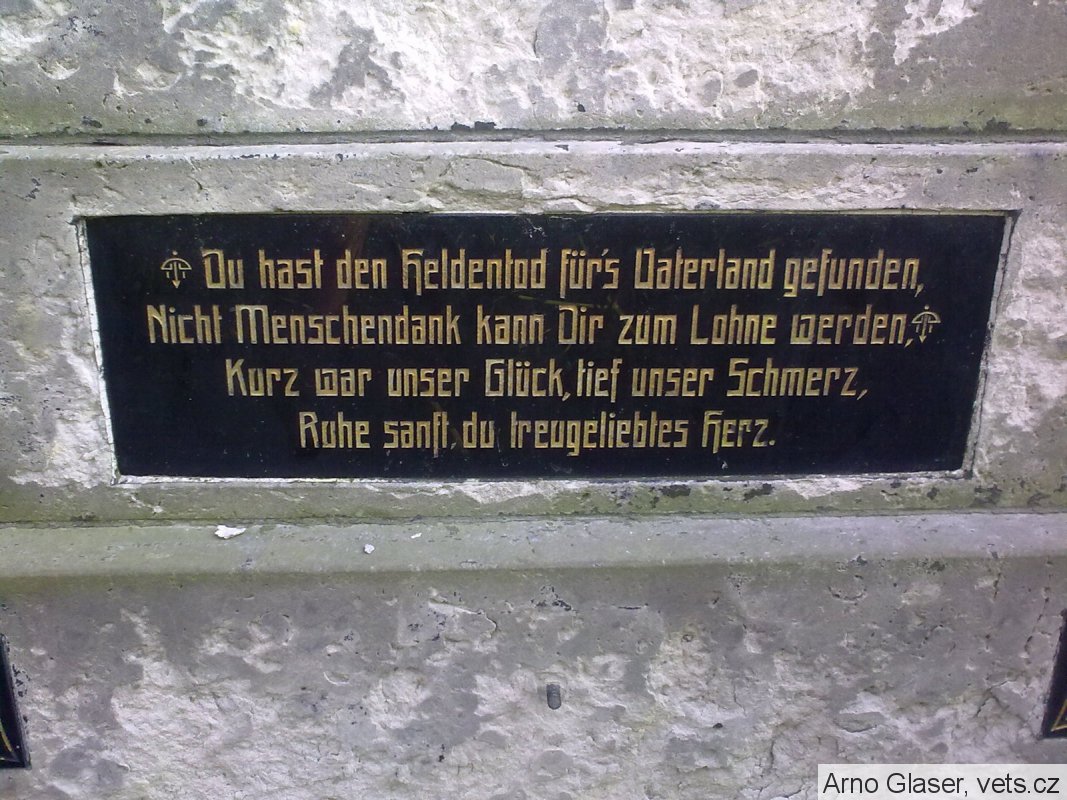 Du hast den Heldentod für's Vaterland gefunden,
Nicht Menschendank kann Dir zum Lohne werden,
Kurz war unser Glück, tief unser Schmerz,
Ruhe sanft, du treugeliebtes Herz.
Arno Glaser, vets.cz